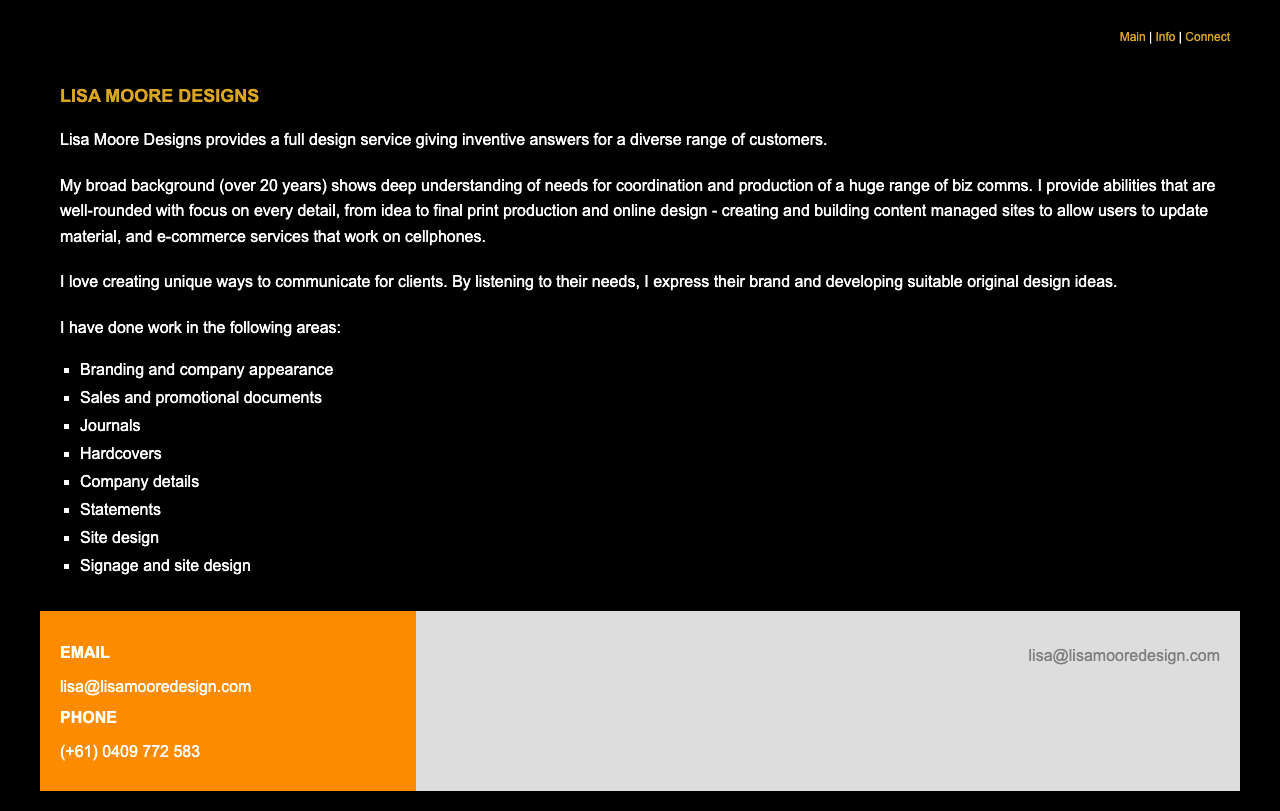 Main | Info | Connect
LISA MOORE DESIGNS
Lisa Moore Designs provides a full design service giving inventive answers for a diverse range of customers.
My broad background (over 20 years) shows deep understanding of needs for coordination and production of a huge range of biz comms. I provide abilities that are
well-rounded with focus on every detail, from idea to final print production and online design - creating and building content managed sites to allow users to update
material, and e-commerce services that work on cellphones.
I love creating unique ways to communicate for clients. By listening to their needs, I express their brand and developing suitable original design ideas.
I have done work in the following areas:
▪ Branding and company appearance
▪ Sales and promotional documents
▪ Journals
▪ Hardcovers
▪ Company details
▪ Statements
▪ Site design
▪ Signage and site design
EMAIL
lisa@lisamooredesign.com
PHONE
(+61) 0409 772 583
lisa@lisamooredesign.com